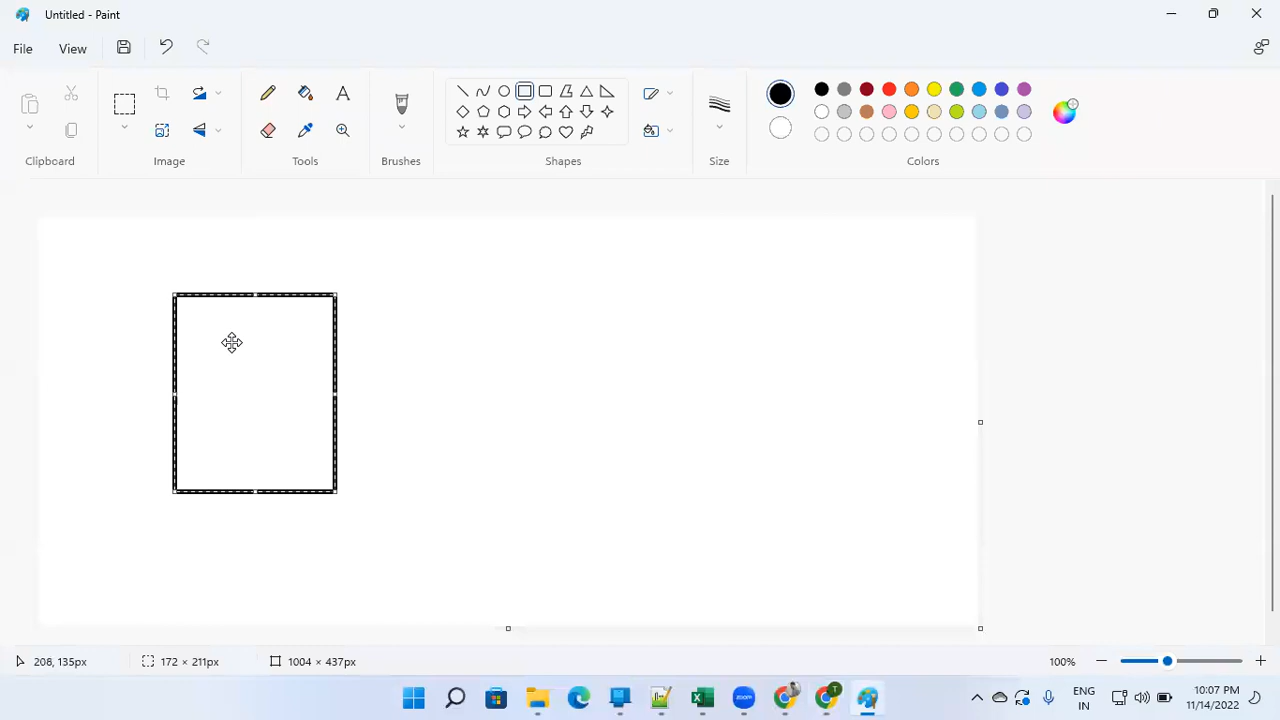 Untitled - Paint
File View
Clipboard Image Tools Brushes Shapes Size Colors
208, 135px 172 × 211px 1004 × 437px 100%
zoom T ENG 10:07 PM
IN 11/14/2022